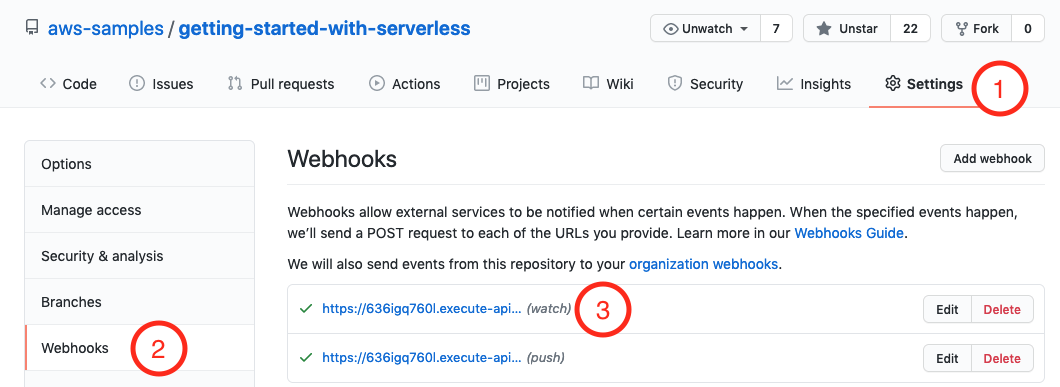 aws-samples / getting-started-with-serverless Unwatch 7 Unstar 22 Fork 0
Code Issues Pull requests Actions Projects Wiki Security Insights Settings 1
Options
Manage access
Security & analysis
Branches
Webhooks 2
Webhooks Add webhook
Webhooks allow external services to be notified when certain events happen. When the specified events happen,
we'll send a POST request to each of the URLs you provide. Learn more in our Webhooks Guide.
We will also send events from this repository to your organization webhooks.
https://636igq760l.execute-api... (watch) 3 Edit Delete
https://636igq760l.execute-api... (push) Edit Delete